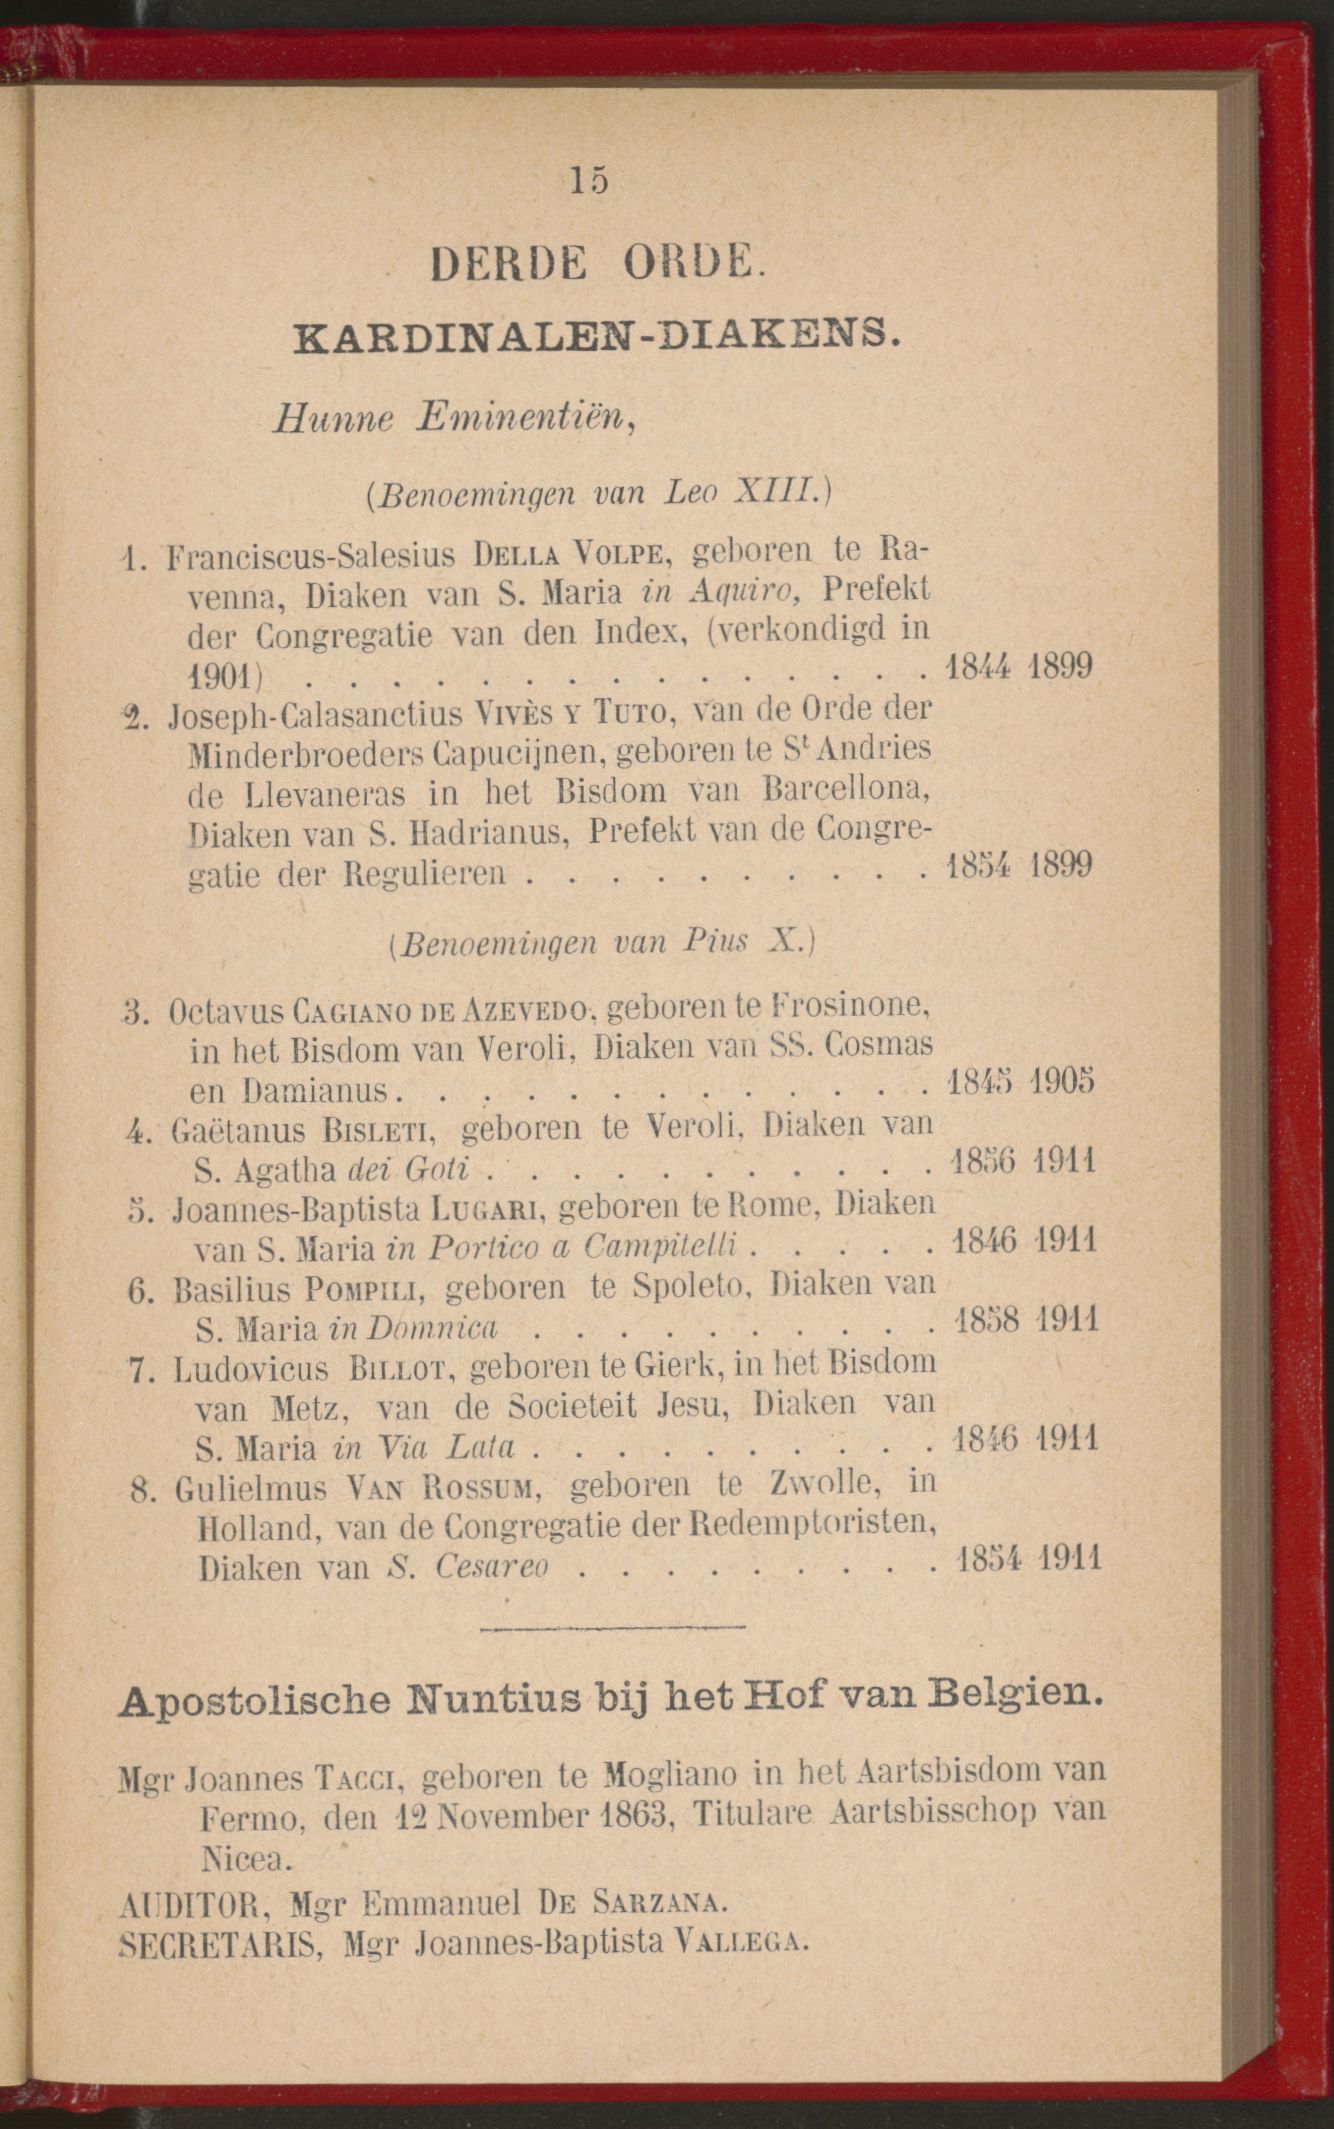 15
DERDE ORDE.
KARDINALEN-DIAKENS.
Hunne Eminentiën,
(Benoemingen van Leo XIII.)
1. Franciscus-Salesius DELLA VOLPE, geboren te Ra-
venna, Diaken van S. Maria in Aquiro, Prefekt
der Congregatie van den Index, (verkondigd in
1901) . . . . . . . . . . . . . . . 1844 1899
2. Joseph-Calasanctius VIVÈS Y TUTO, van de Orde der
Minderbroeders Capucijnen, geboren te St Andries
de Llevaneras in het Bisdom van Barcellona,
Diaken van S. Hadrianus, Prefekt van de Congre-
gatie der Regulieren . . . . . . . . . . 1854 1899
(Benoemingen van Pius X.)
3. Octavus CAGIANO DE AZEVEDO, geboren te Frosinone,
in het Bisdom van Veroli, Diaken van SS. Cosmas
en Damianus . . . . . . . . . . . . . 1845 1905
4. Gaëtanus BISLETI, geboren te Veroli, Diaken van
S. Agatha dei Goti . . . . . . . . . . . 1856 1911
5. Joannes-Baptista LUGARI, geboren te Rome, Diaken
van S. Maria in Portico a Campitelli . . . . . 1846 1911
6. Basilius POMPILI, geboren te Spoleto, Diaken van
S. Maria in Domnica . . . . . . . . . . 1858 1911
7. Ludovicus BILLOT, geboren te Gierk, in het Bisdom
van Metz, van de Societeit Jesu, Diaken van
S. Maria in Via Lata . . . . . . . . . . 1846 1911
8. Gulielmus VAN ROSSUM, geboren te Zwolle, in
Holland, van de Congregatie der Redemptoristen,
Diaken van S. Cesareo . . . . . . . . . 1854 1911
Apostolische Nuntius bij het Hof van Belgien.
Mgr Joannes TACCI, geboren te Mogliano in het Aartsbisdom van
Fermo, den 12 November 1863, Titulare Aartsbisschop van
Nicea.
AUDITOR, Mgr Emmanuel DE SARZANA.
SECRETARIS, Mgr Joannes-Baptista VALLEGA.